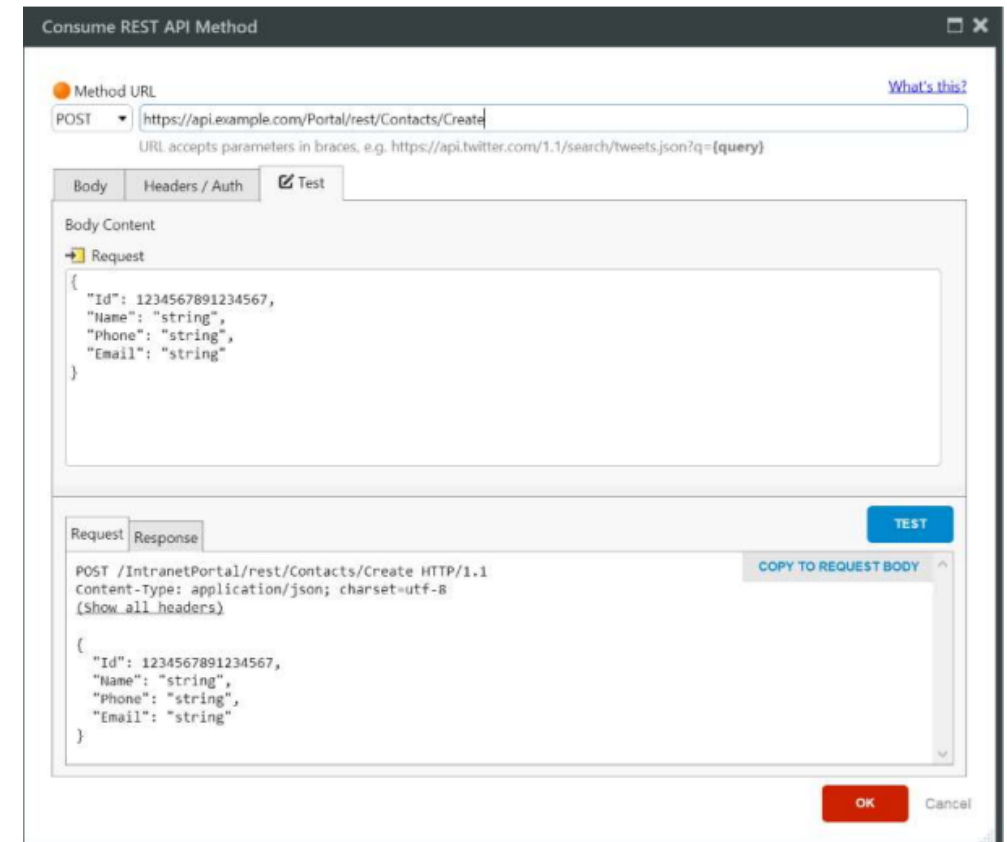 Consume REST API Method
Method URL
What's this?
POST
https://api.example.com/Portal/rest/Contacts/Create
URL accepts parameters in braces, e.g. https://api.twitter.com/1.1/search/tweets.json?q={query}
Body
Headers / Auth
Test
Body Content
Request
{
"Id": 1234567891234567,
"Name": "string",
"Phone": "string",
"Email": "string"
}
TEST
Request
Response
COPY TO REQUEST BODY
POST /IntranetPortal/rest/Contacts/Create HTTP/1.1
Content-Type: application/json; charset=utf-8
(Show all headers)
{
"Id": 1234567891234567,
"Name": "string",
"Phone": "string",
"Email": "string"
}
OK
Cancel